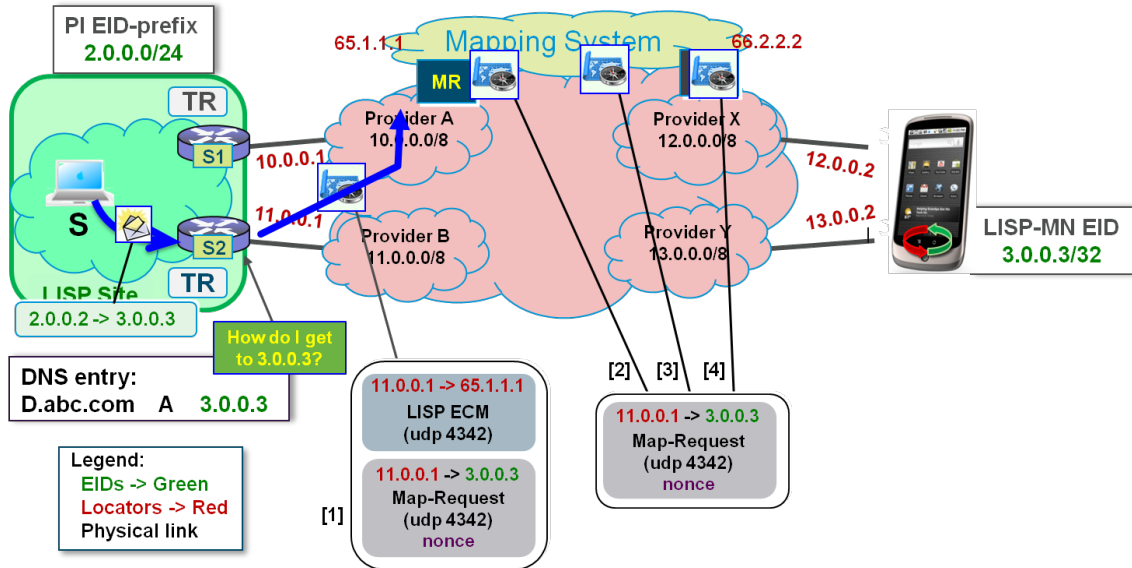 PI EID-prefix
2.0.0.0/24
65.1.1.1
Mapping System
66.2.2.2
MR
TR
S1
10.0.0.1
Provider A
10.0.0.0/8
Provider X
12.0.0.0/8
12.0.0.2
S
11.0.0.1
S2
TR
Provider B
11.0.0.0/8
Provider Y
13.0.0.0/8
13.0.0.2
LISP-MN EID
3.0.0.3/32
LISP Site
2.0.0.2 -> 3.0.0.3
How do I get
to 3.0.0.3?
DNS entry:
D.abc.com A 3.0.0.3
Legend:
EIDs -> Green
Locators -> Red
Physical link
[1]
11.0.0.1 -> 65.1.1.1
LISP ECM
(udp 4342)
11.0.0.1 -> 3.0.0.3
Map-Request
(udp 4342)
nonce
[2]
[3]
[4]
11.0.0.1 -> 3.0.0.3
Map-Request
(udp 4342)
nonce